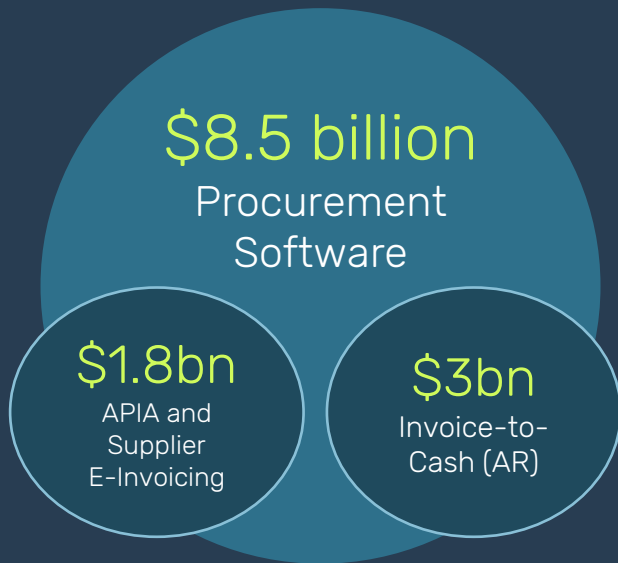 $8.5 billion
Procurement
Software
$1.8bn
APIA and
Supplier
E-Invoicing
$3bn
Invoice-to-
Cash (AR)